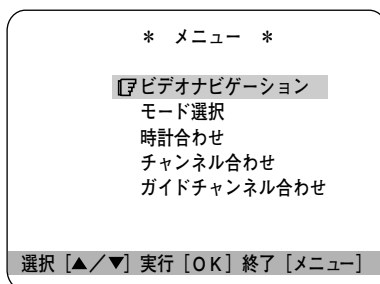 ＊ メニュー ＊
☞ビデオナビゲーション
モード選択
時計合わせ
チャンネル合わせ
ガイドチャンネル合わせ
選択［▲／▼］実行［OK］終了［メニュー］